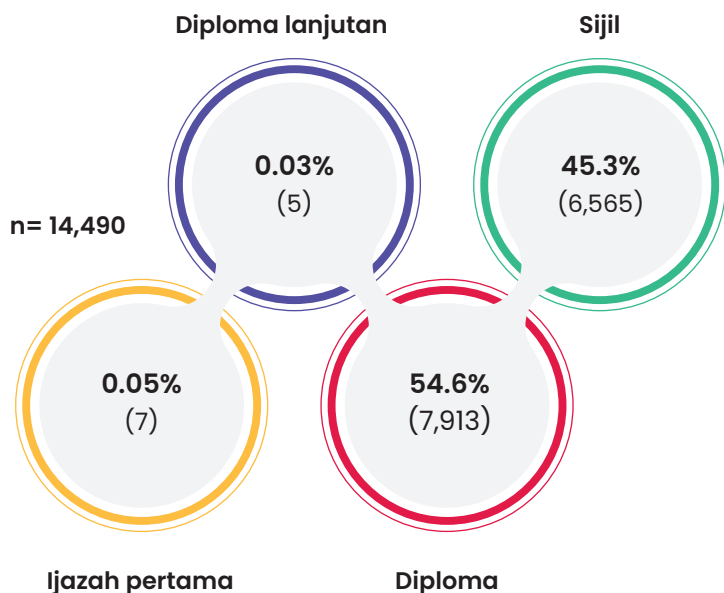 Diploma lanjutan
Sijil
0.03%
(5)
45.3%
(6,565)
n= 14,490
0.05%
(7)
54.6%
(7,913)
Ijazah pertama
Diploma